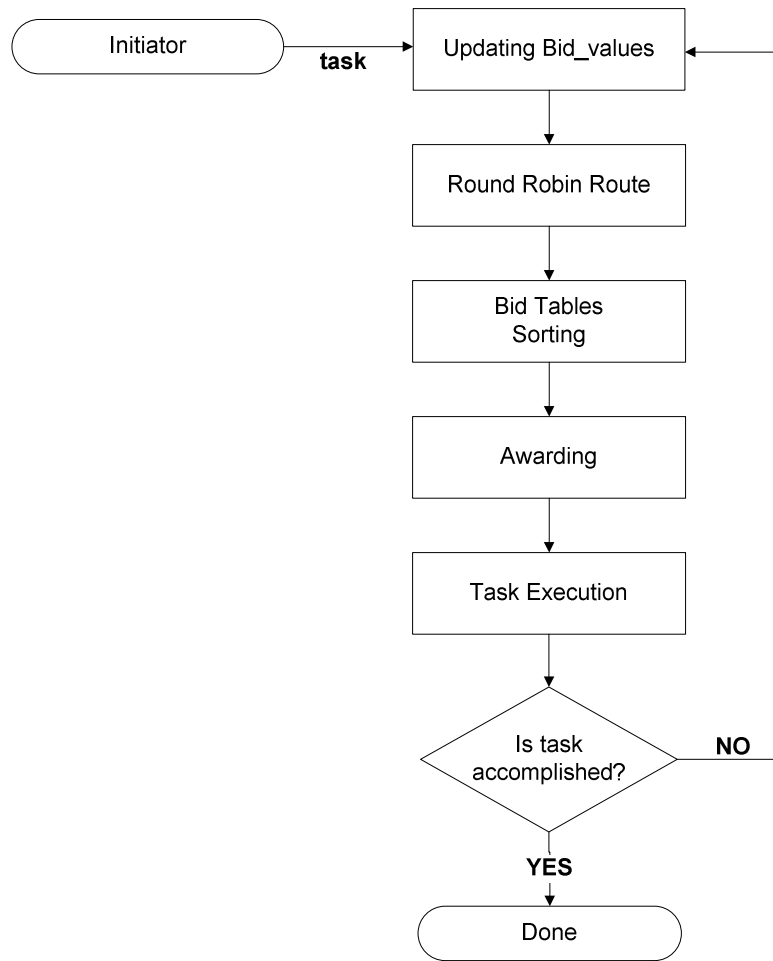 Initiator
task
Updating Bid_values
Round Robin Route
Bid Tables
Sorting
Awarding
Task Execution
Is task
accomplished?
NO
YES
Done